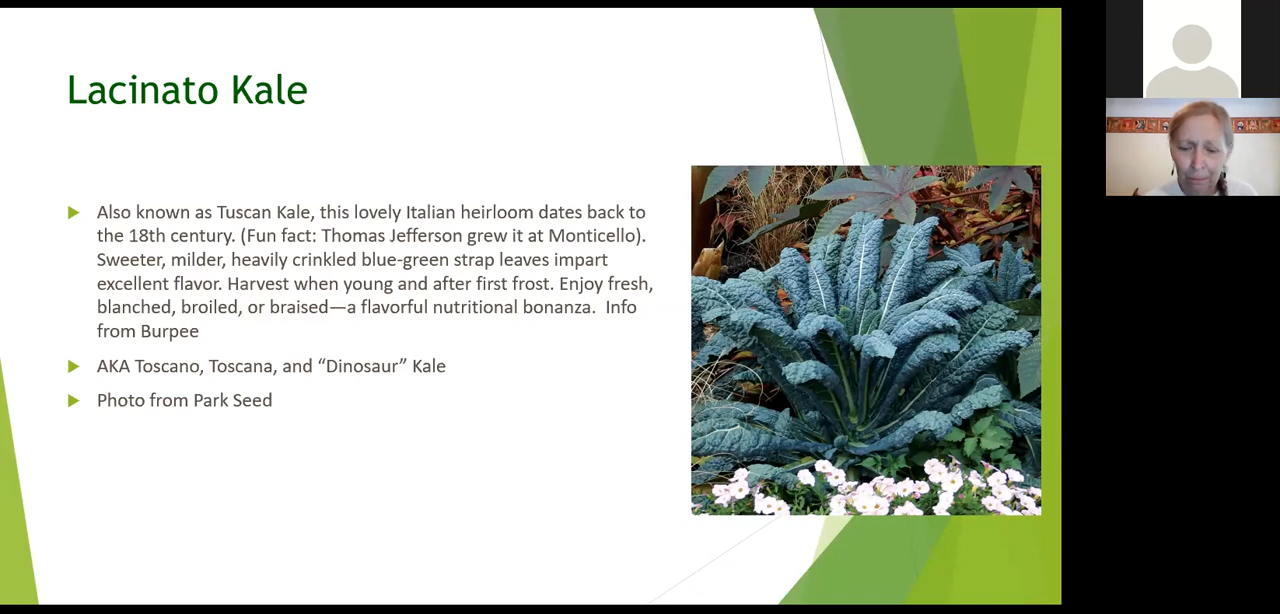 Lacinato Kale
Also known as Tuscan Kale, this lovely Italian heirloom dates back to
the 18th century. (Fun fact: Thomas Jefferson grew it at Monticello).
Sweeter, milder, heavily crinkled blue-green strap leaves impart
excellent flavor. Harvest when young and after first frost. Enjoy fresh,
blanched, broiled, or braised—a flavorful nutritional bonanza.  Info
from Burpee
AKA Toscano, Toscana, and “Dinosaur” Kale
Photo from Park Seed